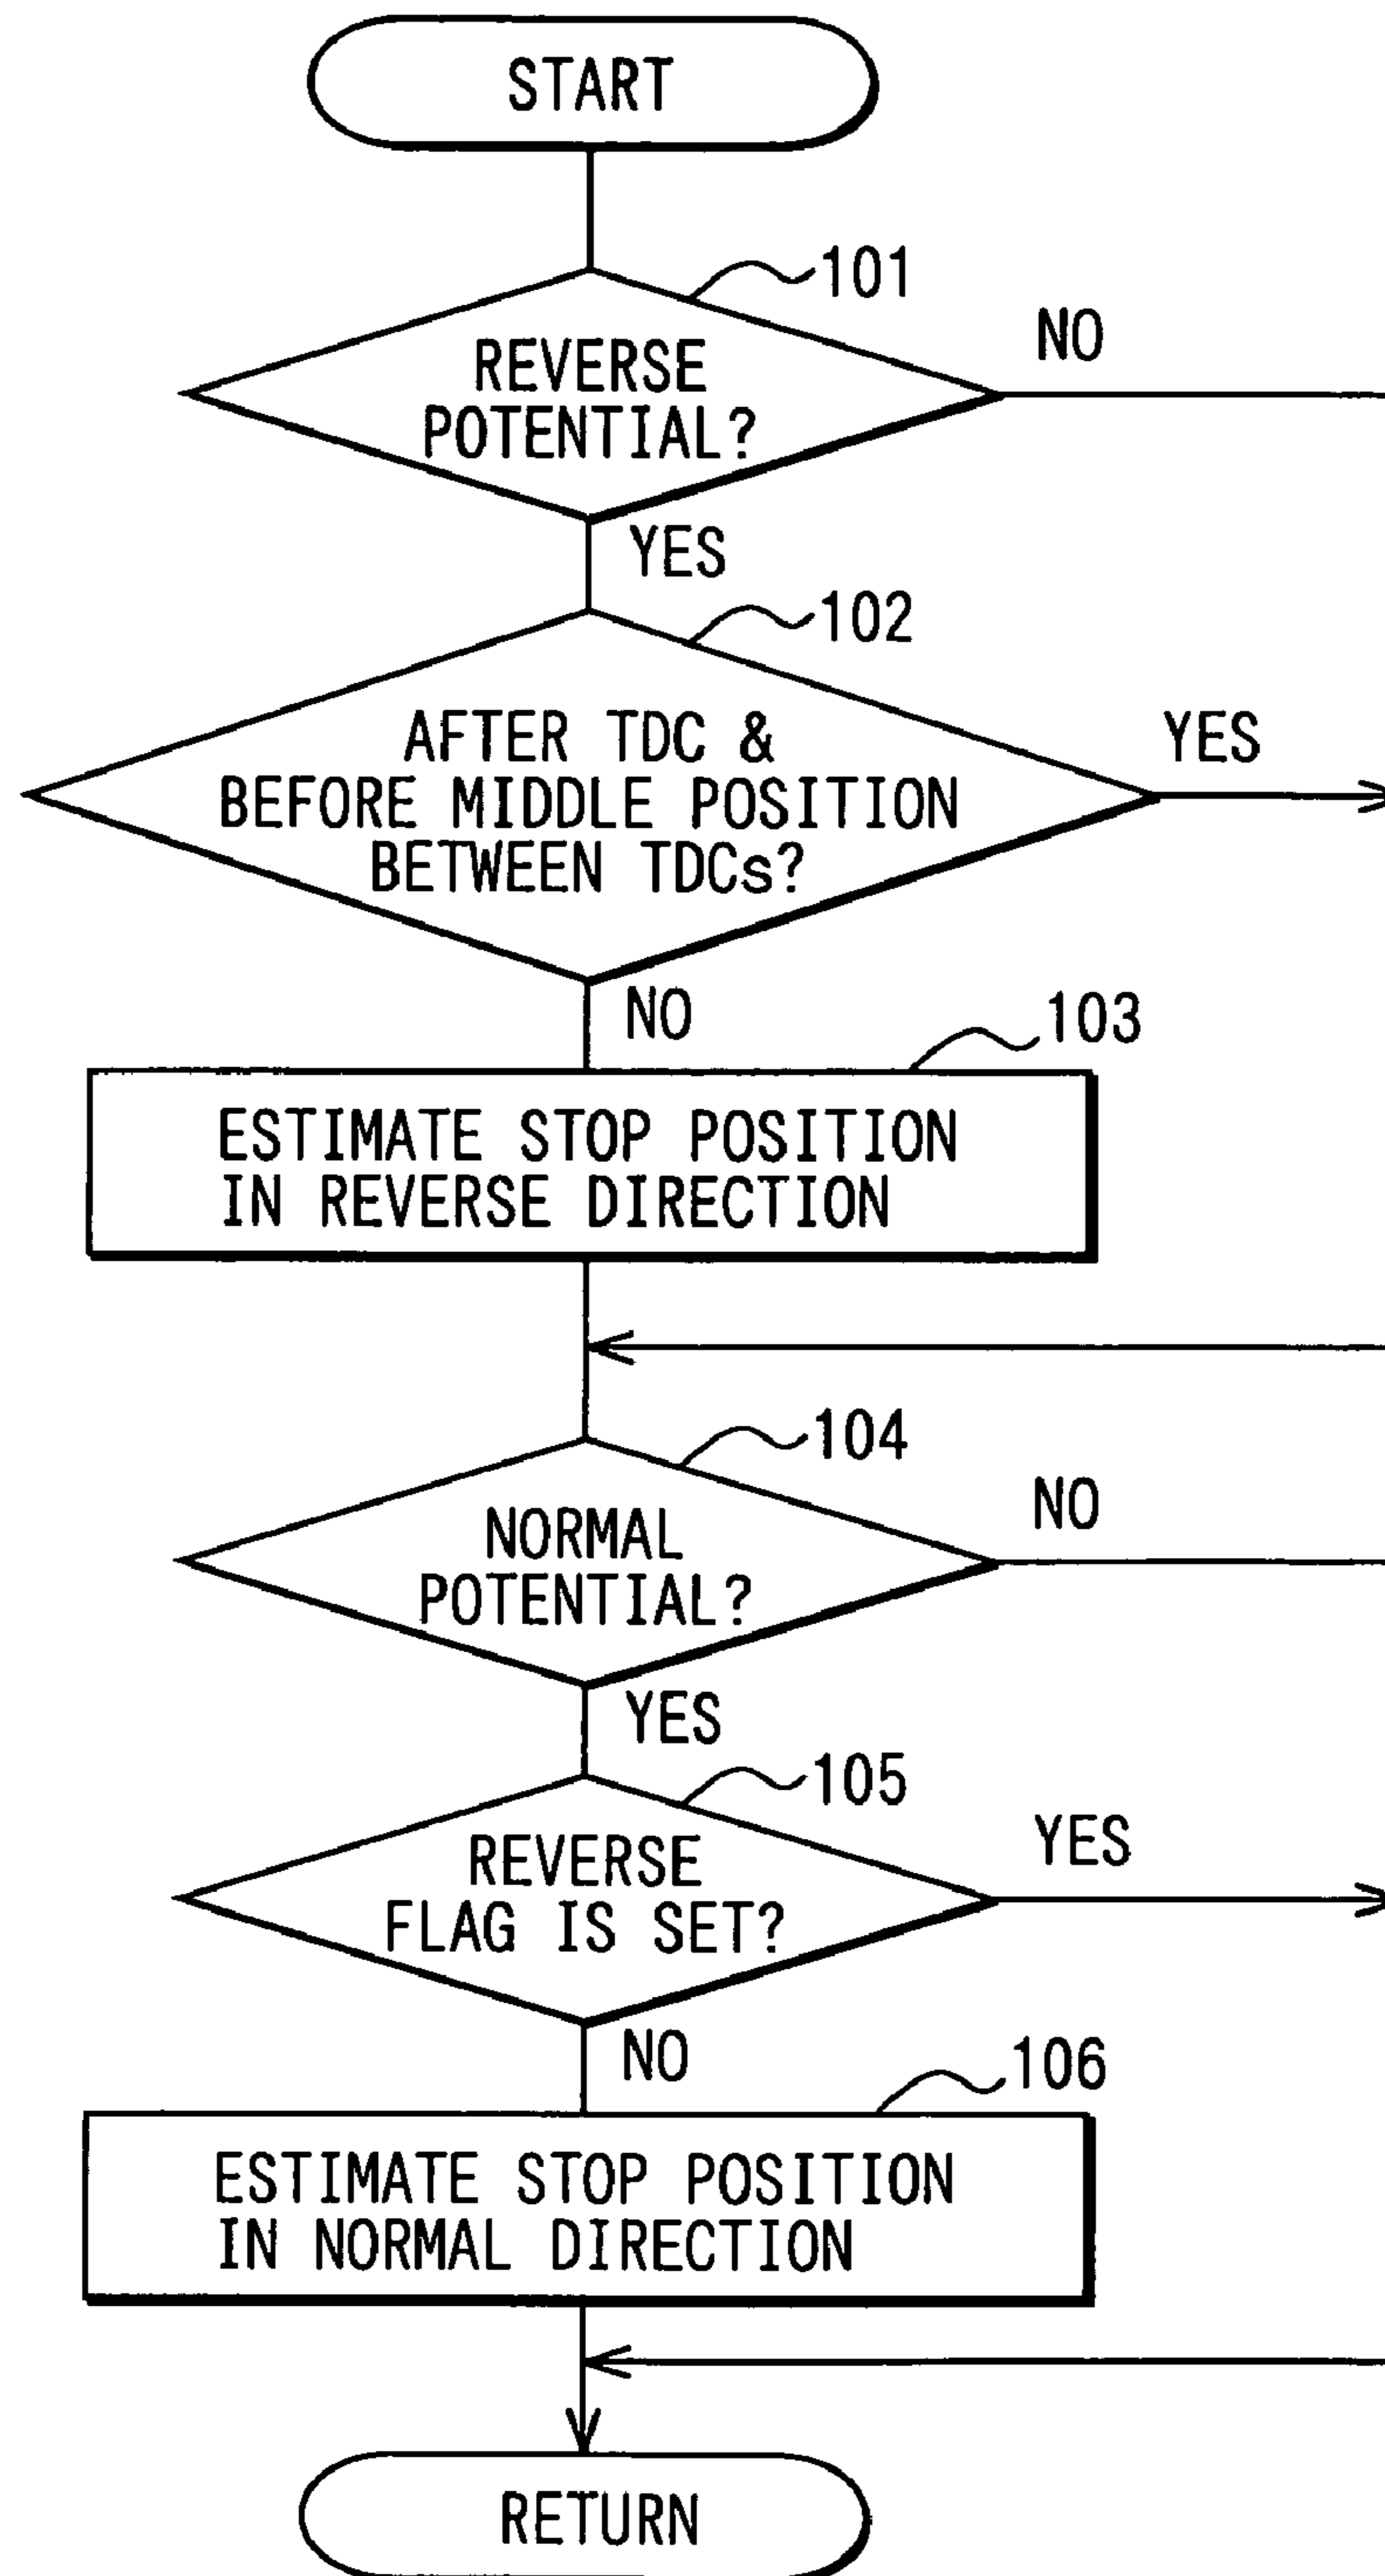 START
101
REVERSE
POTENTIAL?
NO
YES
102
AFTER TDC &
BEFORE MIDDLE POSITION
BETWEEN TDCs?
YES
NO
103
ESTIMATE STOP POSITION
IN REVERSE DIRECTION
104
NORMAL
POTENTIAL?
NO
YES
105
REVERSE
FLAG IS SET?
YES
NO
106
ESTIMATE STOP POSITION
IN NORMAL DIRECTION
RETURN